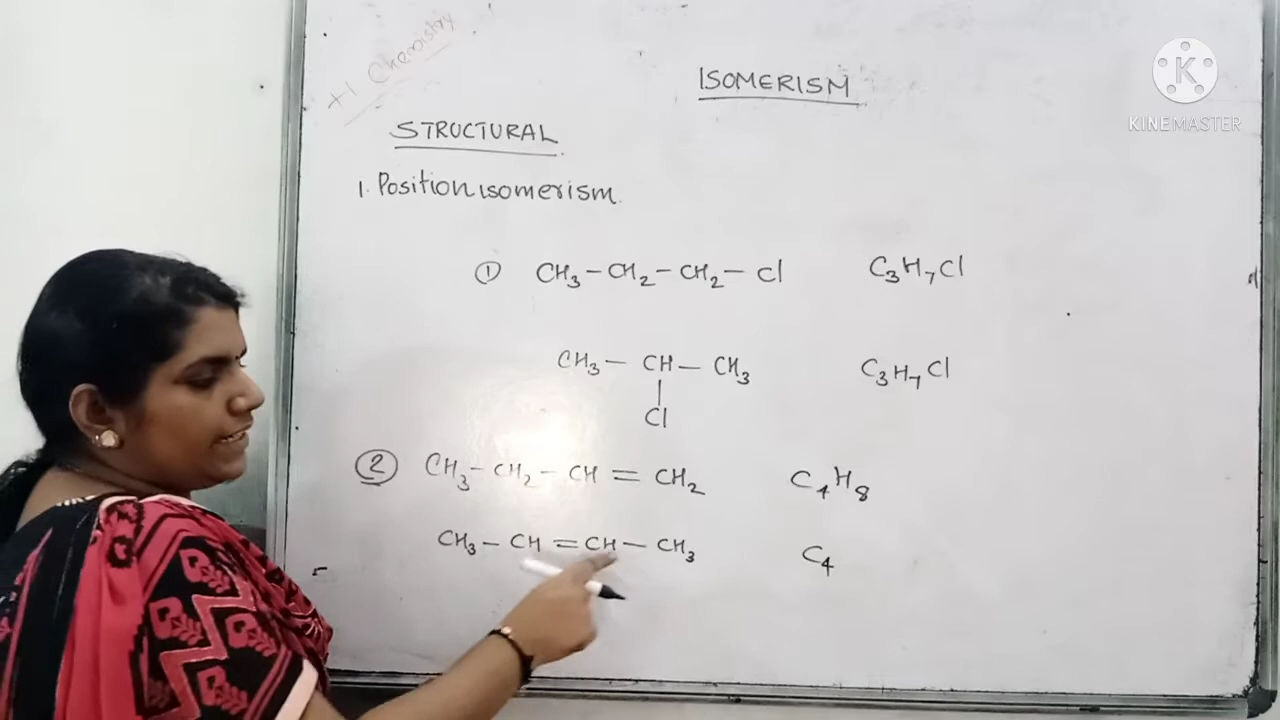 +1 Chemistry
ISOMERISM
K
KINEMASTER
STRUCTURAL
1. Position isomerism.
① CH₃-CH₂-CH₂-Cl C₃H₇Cl
CH₃-CH-CH₃ C₃H₇Cl
|
Cl
② CH₃-CH₂-CH=CH₂ C₄H₈
CH₃-CH=CH-CH₃ C₄